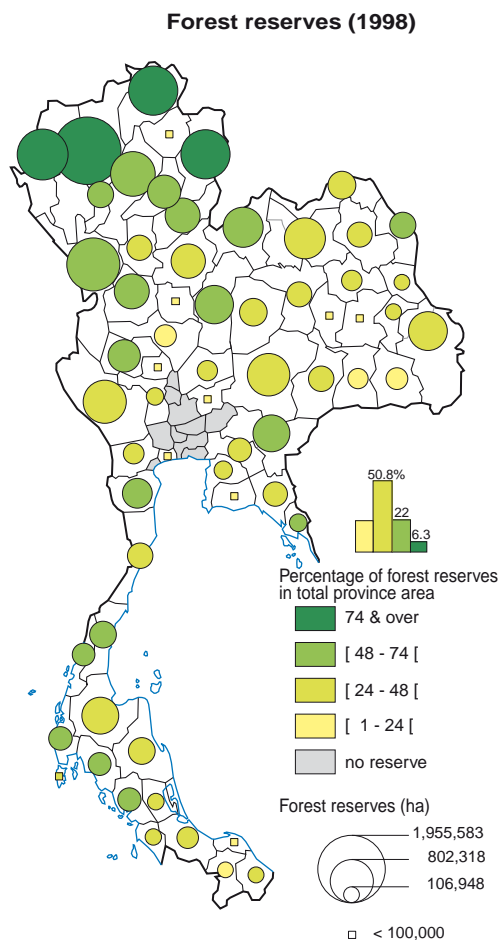 Forest reserves (1998)
50.8%
22
6.3
Percentage of forest reserves
in total province area
74 & over
[ 48 - 74 [
[ 24 - 48 [
[ 1 - 24 [
no reserve
Forest reserves (ha)
1,955,583
802,318
106,948
< 100,000